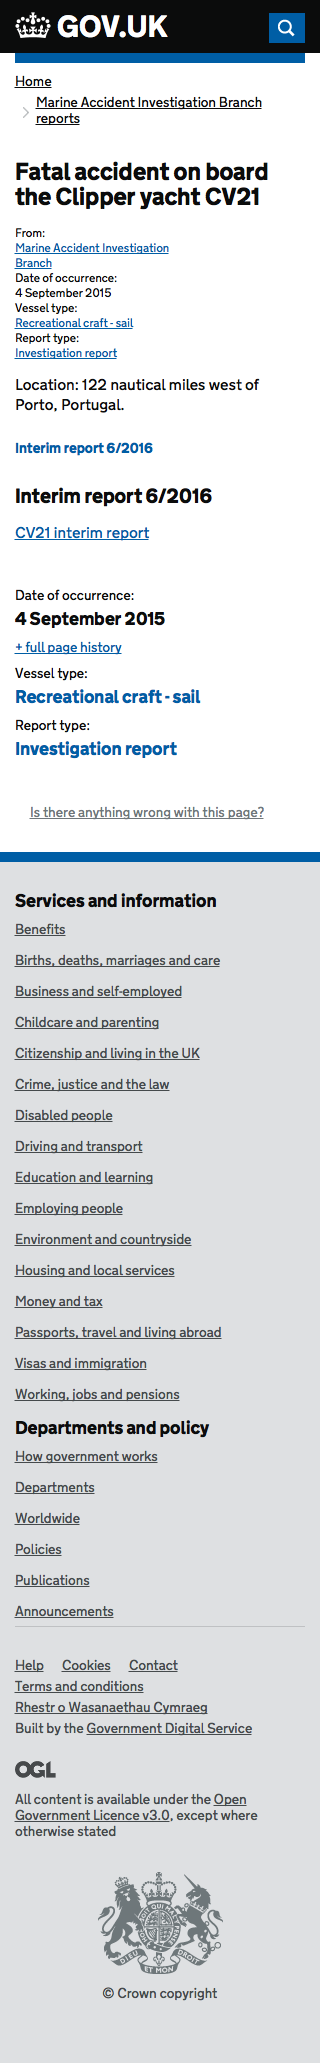 GOV.UK
Home
Marine Accident Investigation Branch
reports
Fatal accident on board
the Clipper yacht CV21
From:
Marine Accident Investigation
Branch
Date of occurrence:
4 September 2015
Vessel type:
Recreational craft - sail
Report type:
Investigation report
Location: 122 nautical miles west of
Porto, Portugal.
Interim report 6/2016
Interim report 6/2016
CV21 interim report
Date of occurrence:
4 September 2015
+ full page history
Vessel type:
Recreational craft - sail
Report type:
Investigation report
Is there anything wrong with this page?
Services and information
Benefits
Births, deaths, marriages and care
Business and self-employed
Childcare and parenting
Citizenship and living in the UK
Crime, justice and the law
Disabled people
Driving and transport
Education and learning
Employing people
Environment and countryside
Housing and local services
Money and tax
Passports, travel and living abroad
Visas and immigration
Working, jobs and pensions
Departments and policy
How government works
Departments
Worldwide
Policies
Publications
Announcements
Help Cookies Contact
Terms and conditions
Rhestr o Wasanaethau Cymraeg
Built by the Government Digital Service
OGL
All content is available under the Open
Government Licence v3.0, except where
otherwise stated
DIEU ET MON DROIT
© Crown copyright